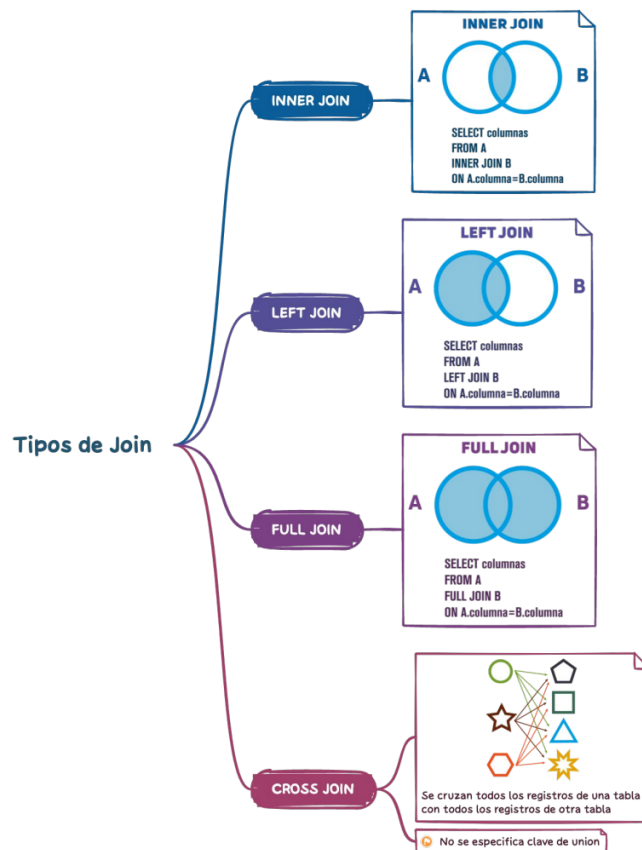 Tipos de Join
INNER JOIN
INNER JOIN
A
B
SELECT columnas
FROM A
INNER JOIN B
ON A.columna=B.columna
LEFT JOIN
LEFT JOIN
A
B
SELECT columnas
FROM A
LEFT JOIN B
ON A.columna=B.columna
FULL JOIN
FULL JOIN
A
B
SELECT columnas
FROM A
FULL JOIN B
ON A.columna=B.columna
CROSS JOIN
Se cruzan todos los registros de una tabla
con todos los registros de otra tabla
No se especifica clave de union